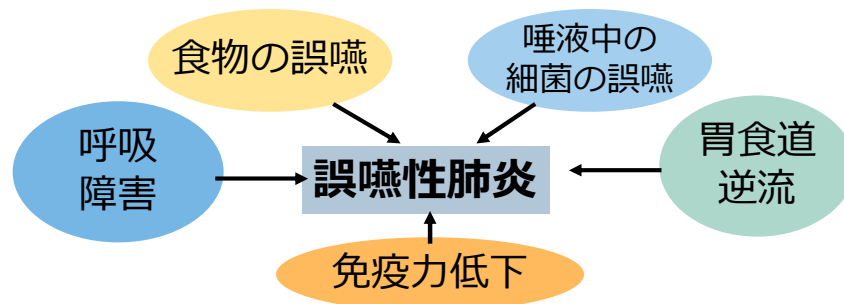 食物の誤嚥
唾液中の
細菌の誤嚥
呼吸
障害
誤嚥性肺炎
胃食道
逆流
免疫力低下